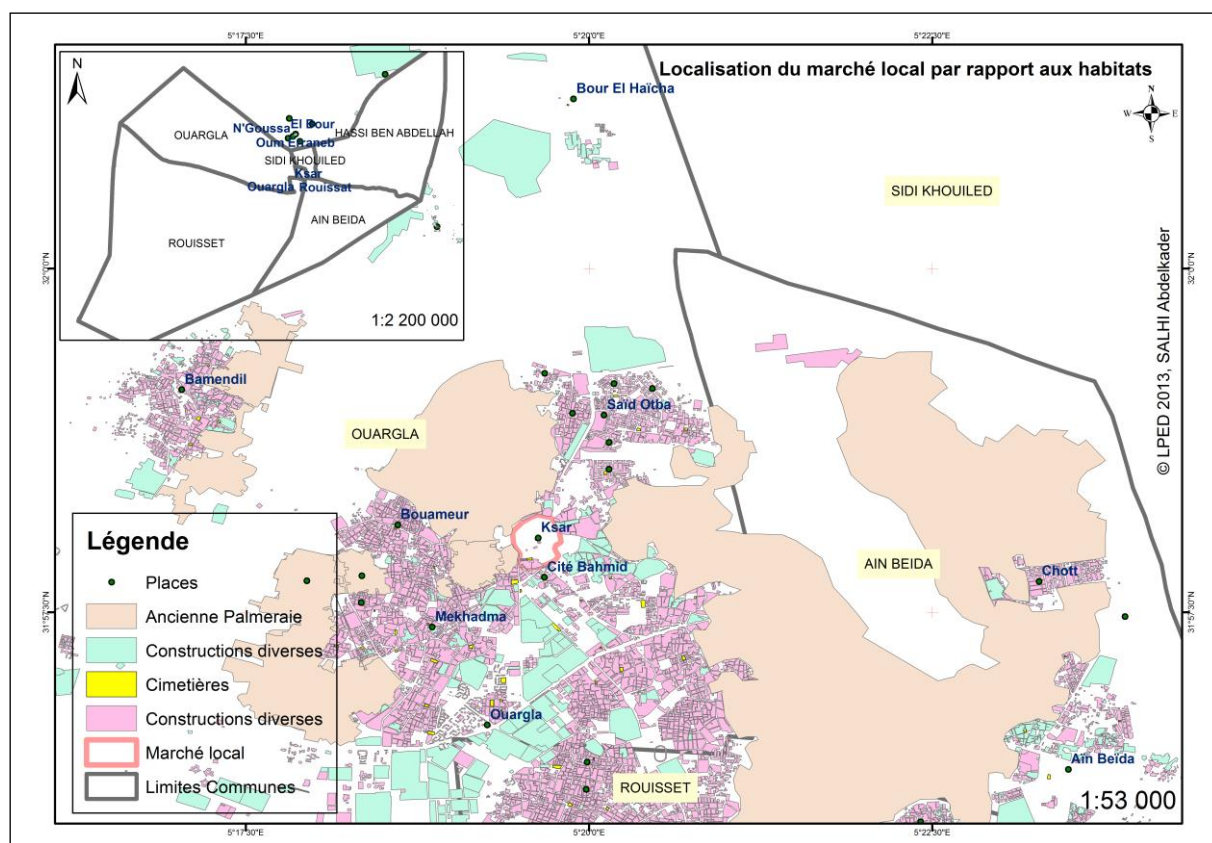 5°17'30"E
5°20'0"E
5°22'30"E
Localisation du marché local par rapport aux habitats
N
OUARGLA
N'Goussa
El Bour
HASSI BEN ABDELLAH
Oum Erraneb
SIDI KHOUILED
Ksar
Ouargla
Rouissat
AIN BEIDA
ROUISSET
1:2 200 000
Bour El Haïcha
N
W
E
S
SIDI KHOUILED
32°0'0"N
32°0'0"N
© LPED 2013, SALHI Abdelkader
Bamendil
Saïd Otba
OUARGLA
Bouameur
Ksar
Cité Bahmid
AIN BEIDA
Chott
Mekhadma
31°57'30"N
31°57'30"N
Ouargla
Aïn Beïda
ROUISSET
1:53 000
Légende
Places
Ancienne Palmeraie
Constructions diverses
Cimetières
Constructions diverses
Marché local
Limites Communes
5°17'30"E
5°20'0"E
5°22'30"E